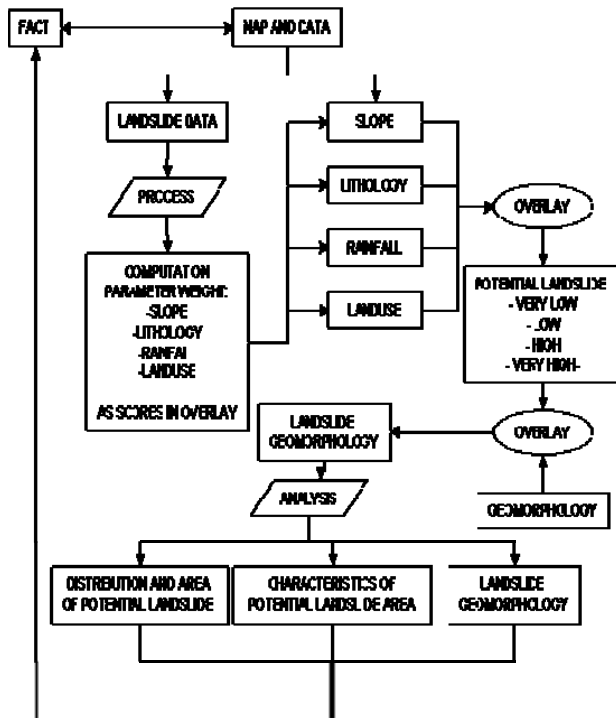 FACT
MAP AND DATA
LANDSLIDE DATA
SLOPE
PROCESS
LITHOLOGY
OVERLAY
COMPUTATION
PARAMETER WEIGHT:
-SLOPE
-LITHOLOGY
-RANFAL
-LANDUSE
AS SCORES IN OVERLAY
RAINFALL
LANDUSE
POTENTIAL LANDSLIDE
- VERY LOW
- LOW
- HIGH
- VERY HIGH-
LANDSLIDE
GEOMORPHOLOGY
OVERLAY
ANALYSIS
GEOMORPHOLOGY
DISTRIBUTION AND AREA
OF POTENTIAL LANDSLIDE
CHARACTERISTICS OF
POTENTIAL LANDSLIDE AREA
LANDSLIDE
GEOMORPHOLOGY